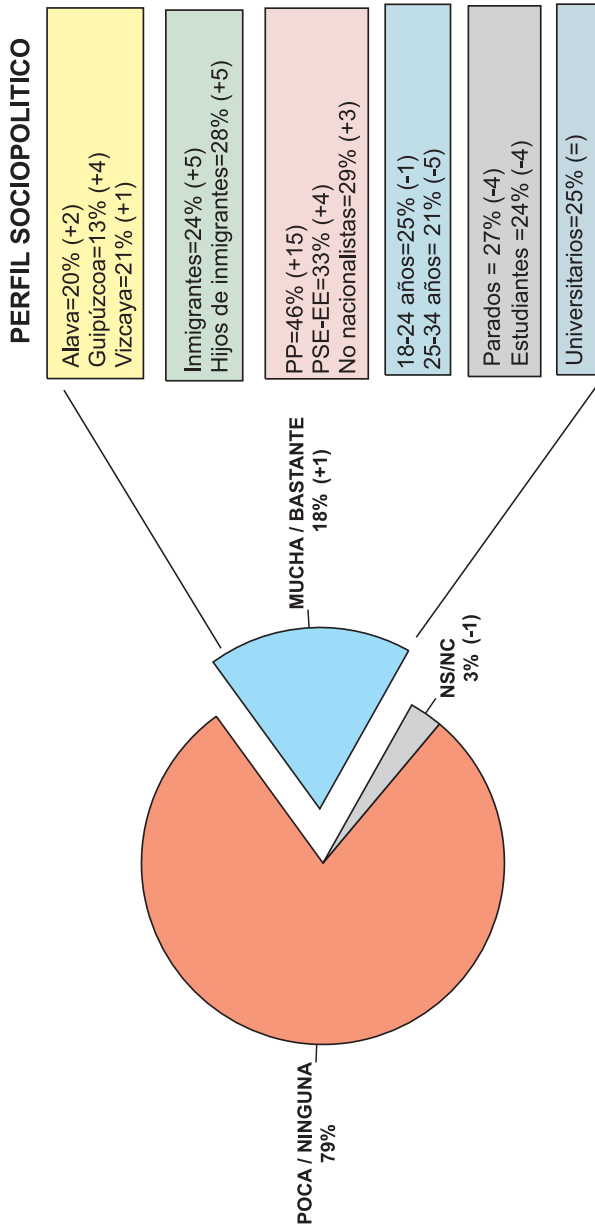 PERFIL SOCIOPOLITICO
Alava=20% (+2)
Guipúzcoa=13% (+4)
Vizcaya=21% (+1)
Inmigrantes=24% (+5)
Hijos de inmigrantes=28% (+5)
PP=46% (+15)
PSE-EE=33% (+4)
No nacionalistas=29% (+3)
18-24 años=25% (-1)
25-34 años= 21% (-5)
Parados = 27% (-4)
Estudiantes =24% (-4)
Universitarios=25% (=)
MUCHA / BASTANTE
18% (+1)
NS/NC
3% (-1)
POCA / NINGUNA
79%